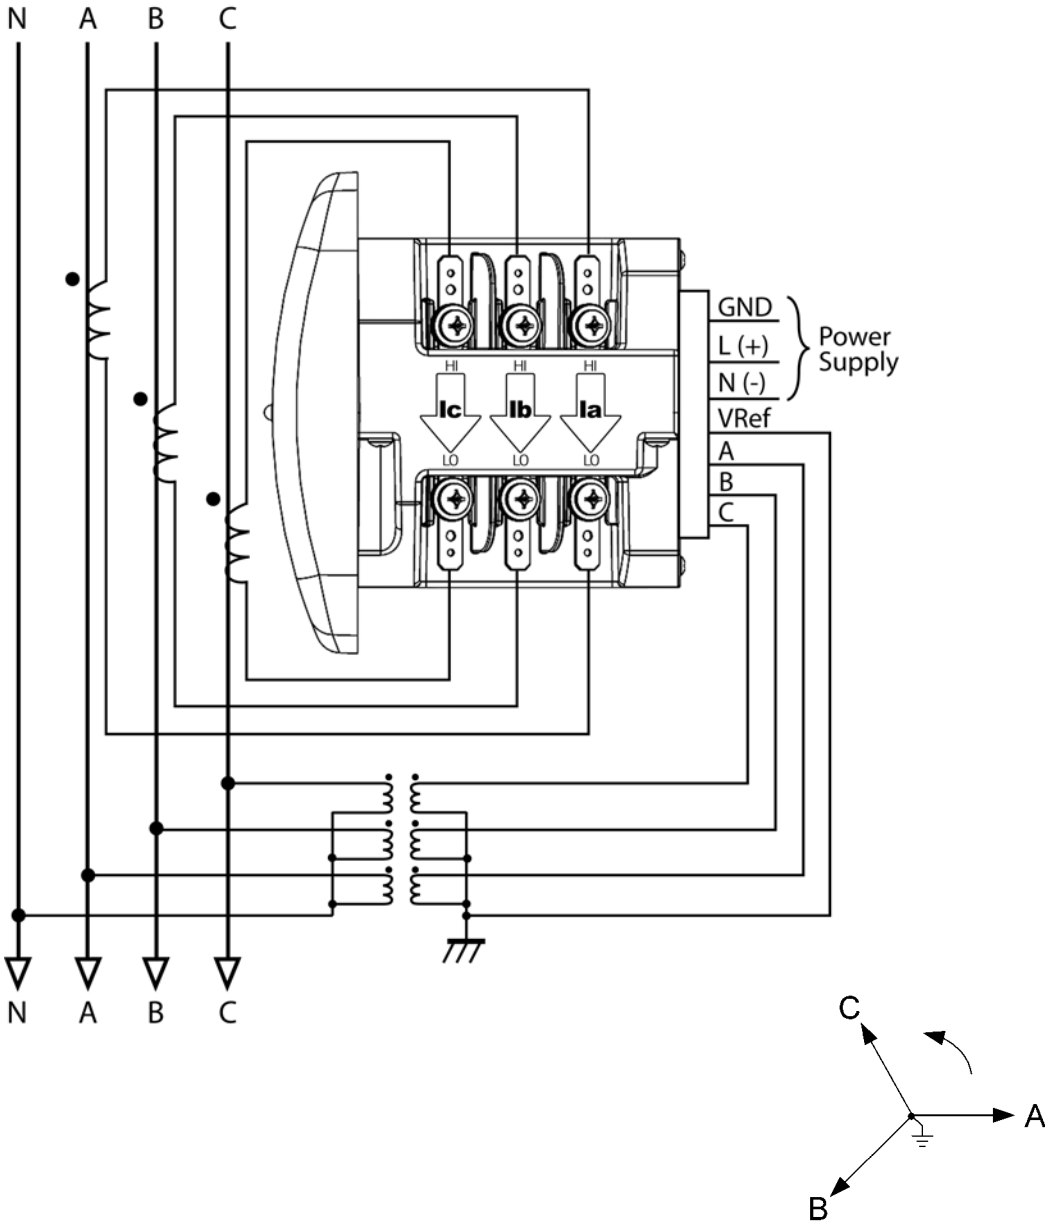 N A B C
GND
L (+)
N (-)
Power
Supply
HI HI HI
Ic Ib Ia
LO LO LO
VRef
A
B
C
N A B C
C
A
B